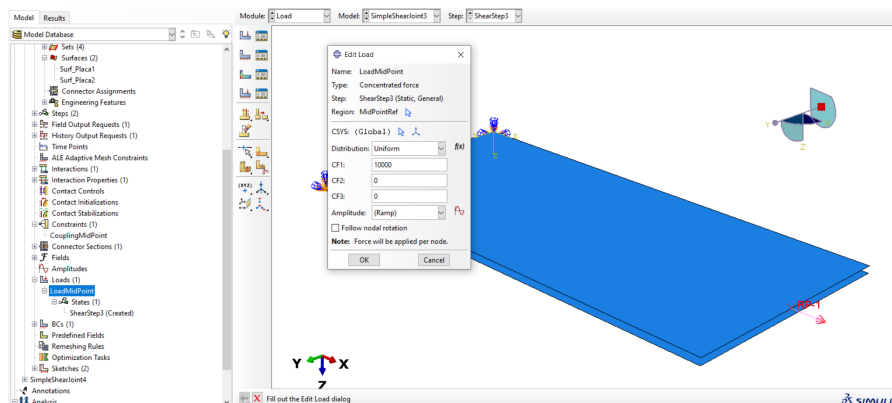 Model Results
Module: Load Model: SimpleShearJoint3 Step: ShearStep3
Model Database
Sets (4)
Surfaces (2)
Surf_Placa1
Surf_Placa2
Connector Assignments
Engineering Features
Steps (2)
Field Output Requests (1)
History Output Requests (1)
Time Points
ALE Adaptive Mesh Constraints
Interactions (1)
Interaction Properties (1)
Contact Controls
Contact Initializations
Contact Stabilizations
Constraints (1)
CouplingMidPoint
Connector Sections (1)
Fields
Amplitudes
Loads (1)
LoadMidPoint
States (1)
ShearStep3 (Created)
BCs (1)
Predefined Fields
Remeshing Rules
Optimization Tasks
Sketches (2)
SimpleShearJoint4
Annotations
Analysis
(XYZ)
Edit Load
Name: LoadMidPoint
Type: Concentrated force
Step: ShearStep3 (Static, General)
Region: MidPointRef
CSYS: (Global)
Distribution: Uniform f(x)
CF1: 10000
CF2: 0
CF3: 0
Amplitude: (Ramp)
Follow nodal rotation
Note: Force will be applied per node.
OK Cancel
Y
Z
RP-1
Y X
Z
Fill out the Edit Load dialog
SIMULI